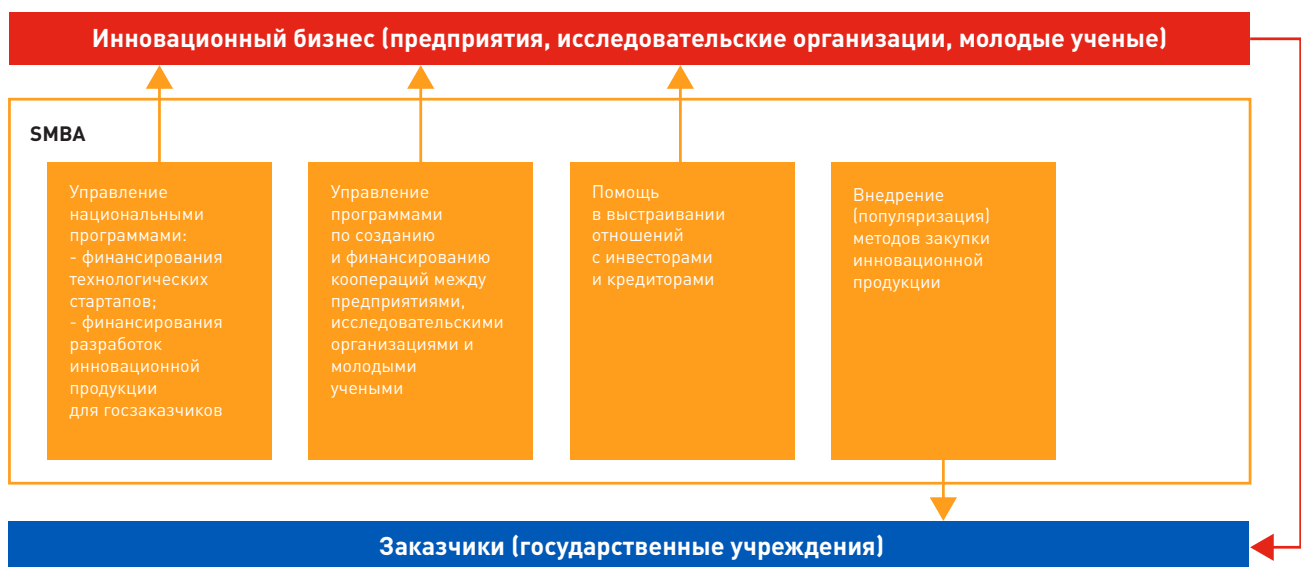 Инновационный бизнес (предприятия, исследовательские организации, молодые ученые)
SMBA
Управление
национальными
программами:
- финансирования
технологических
стартапов;
- финансирования
разработок
инновационной
продукции
для госзаказчиков
Управление
программами
по созданию
и финансированию
коопераций между
предприятиями,
исследовательскими
организациями и
молодыми
учеными
Помощь
в выстраивании
отношений
с инвесторами
и кредиторами
Внедрение
(популяризация)
методов закупки
инновационной
продукции
Заказчики (государственные учреждения)